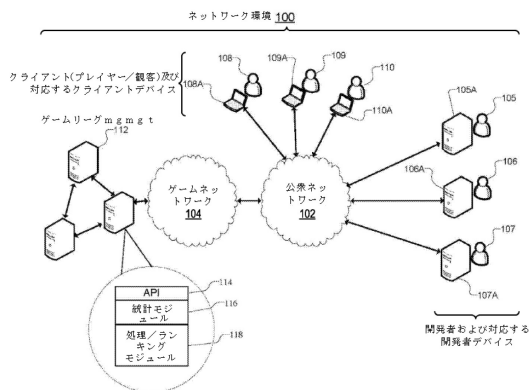 ネットワーク環境 100
クライアント(プレイヤー/観客)及び
対応するクライアントデバイス
108
108A
109A
109
110
110A
105A
105
ゲームリーグmgmgt
112
106A
106
ゲームネッ
トワーク
104
公衆ネッ
トワーク
102
107
107A
API
114
統計モジ
ュール
116
処理/ラン
キング
モジュール
118
開発者および対応する
開発者デバイス